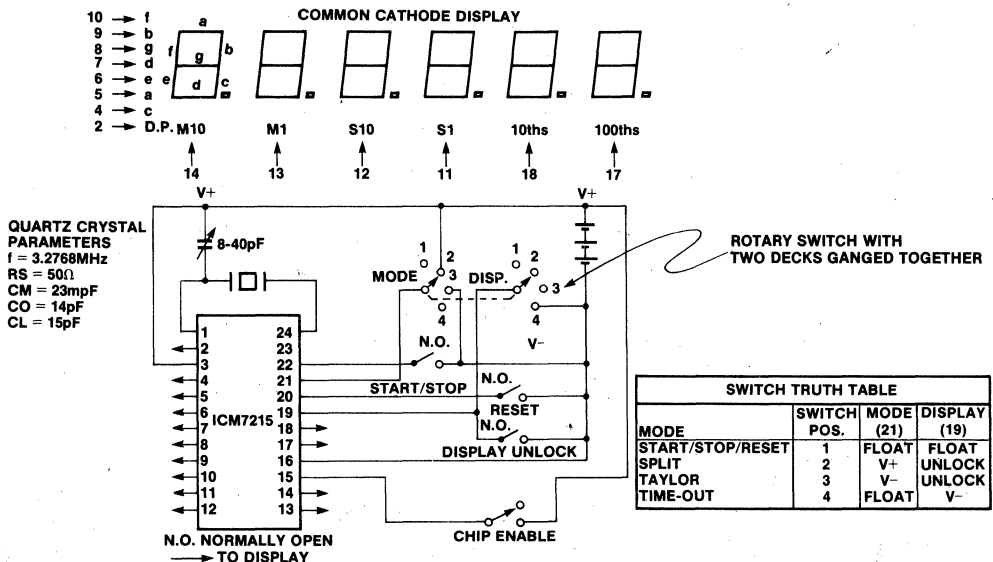 COMMON CATHODE DISPLAY
10 → f
9 → b
8 → g
7 → d
6 → e
5 → a
4 → c
2 → D.P.
a
f
b
g
e
d
c
M10
M1
S10
S1
10ths
100ths
14
13
12
11
18
17
V+
V+
QUARTZ CRYSTAL
PARAMETERS
f = 3.2768MHz
RS = 50Ω
CM = 23mpF
CO = 14pF
CL = 15pF
8-40pF
MODE
1
2
3
4
DISP.
1
2
3
4
V−
ROTARY SWITCH WITH
TWO DECKS GANGED TOGETHER
ICM7215
1
2
3
4
5
6
7
8
9
10
11
12
24
23
22
21
20
19
18
17
16
15
14
13
N.O.
START/STOP
N.O.
RESET
N.O.
DISPLAY UNLOCK
CHIP ENABLE
N.O. NORMALLY OPEN
→ TO DISPLAY
SWITCH TRUTH TABLE
MODE SWITCH POS. MODE (21) DISPLAY (19)
START/STOP/RESET 1 FLOAT FLOAT
SPLIT 2 V+ UNLOCK
TAYLOR 3 V− UNLOCK
TIME-OUT 4 FLOAT V−